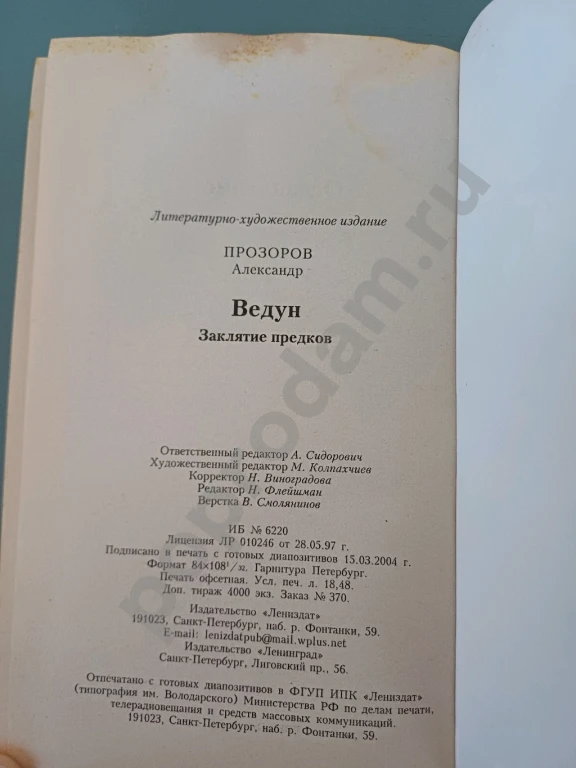 Литературно-художественное издание
ПРОЗОРОВ
Александр
Ведун
Заклятие предков
Ответственный редактор А. Сидорович
Художественный редактор М. Колпахчиев
Корректор Н. Виноградова
Редактор Н. Флейшман
Верстка В. Смолянинов
ИБ № 6220
Лицензия ЛР 010246 от 28.05.97 г.
Подписано в печать с готовых диапозитивов 15.03.2004 г.
Формат 84×108 1/32. Гарнитура Петербург.
Печать офсетная. Усл. печ. л. 18,48.
Доп. тираж 4000 экз. Заказ № 370.
Издательство «Лениздат»
191023, Санкт-Петербург, наб. р. Фонтанки, 59.
E-mail: lenizdatpub@mail.wplus.net
Издательство «Ленинград»
Санкт-Петербург, Лиговский пр., 56.
Отпечатано с готовых диапозитивов в ФГУП ИПК «Лениздат»
(типография им. Володарского) Министерства РФ по делам печати,
телерадиовещания и средств массовых коммуникаций.
191023, Санкт-Петербург, наб. р. Фонтанки, 59.